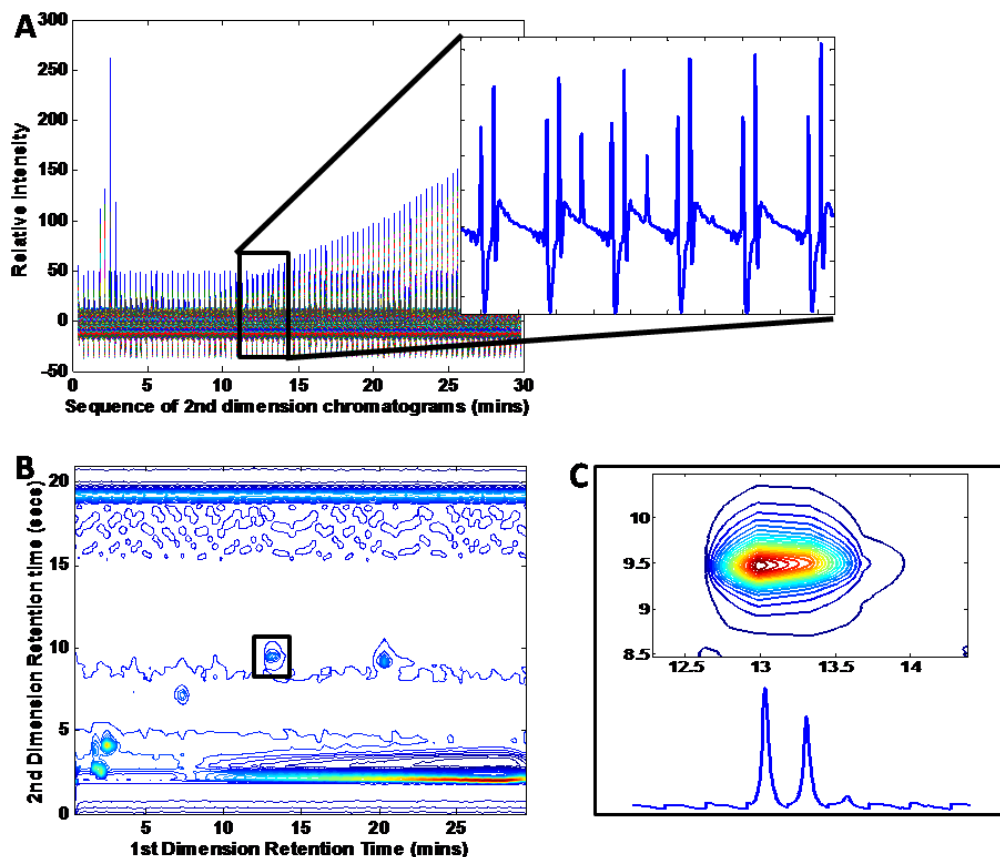 A
300
250
200
150
100
50
0
−50
Relative Intensity
0 5 10 15 20 25 30
Sequence of 2nd dimension chromatograms (mins)
B
20
15
10
5
0
2nd Dimension Retention time (secs)
5 10 15 20 25
1st Dimension Retention Time (mins)
C
10
9.5
9
8.5
12.5 13 13.5 14